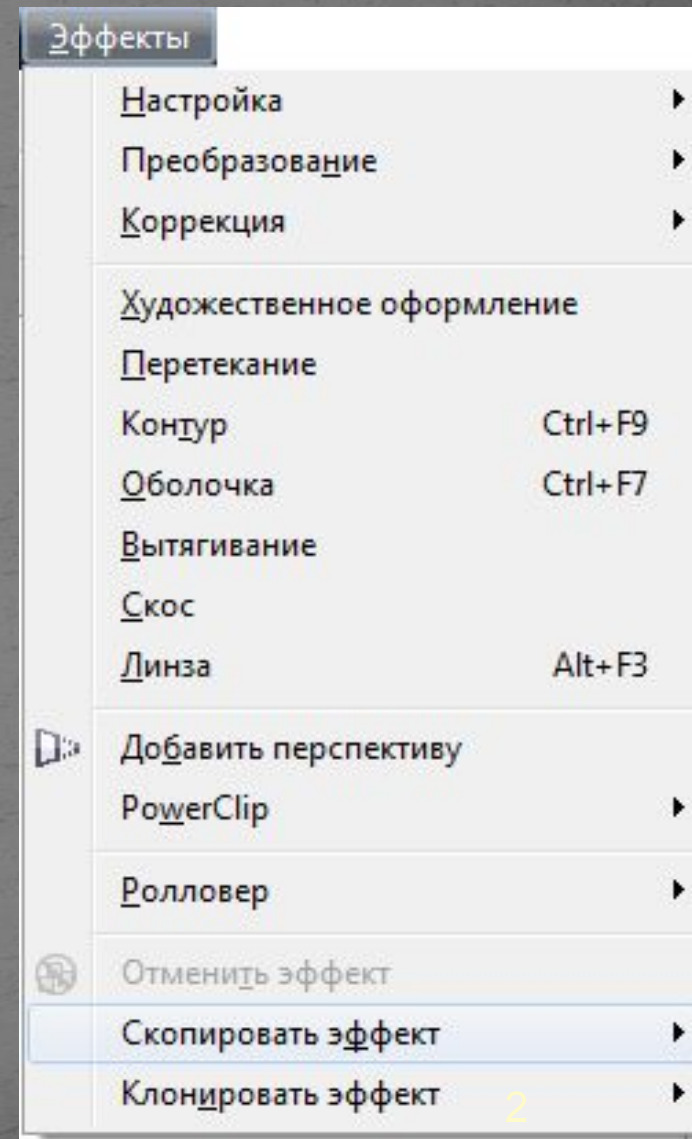 Эффекты
Настройка
Преобразование
Коррекция
Художественное оформление
Перетекание
Контур Ctrl+F9
Оболочка Ctrl+F7
Вытягивание
Скос
Линза Alt+F3
Добавить перспективу
PowerClip
Ролловер
Отменить эффект
Скопировать эффект
Клонировать эффект
2